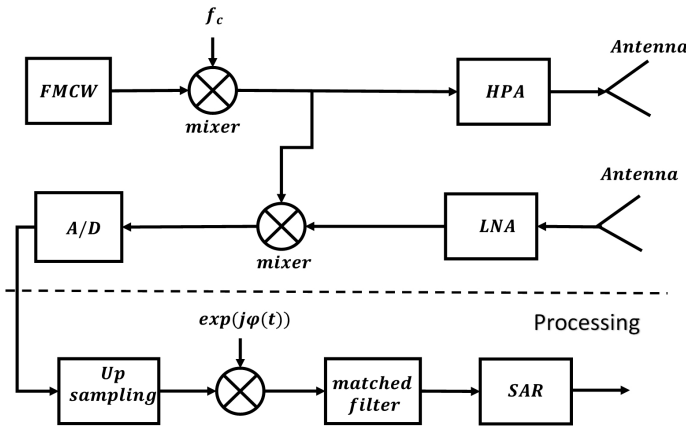 f_c
Antenna
FMCW
HPA
mixer
Antenna
A/D
LNA
mixer
exp(jφ(t))
Processing
Up
sampling
matched
filter
SAR